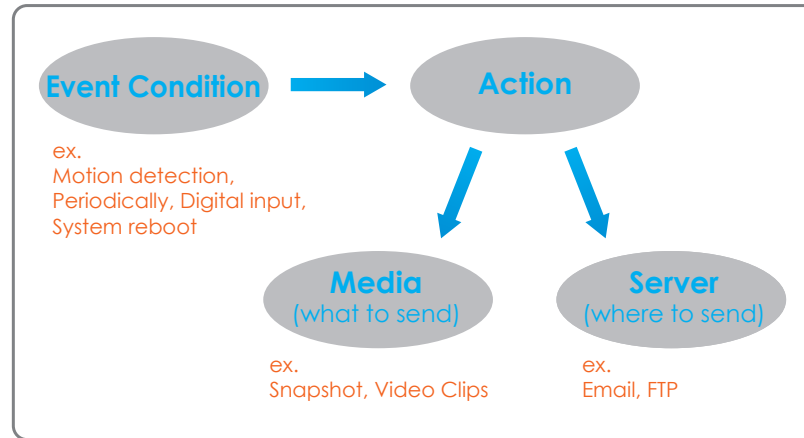 Event Condition
Action
ex.
Motion detection,
Periodically, Digital input,
System reboot
Media
(what to send)
ex.
Snapshot, Video Clips
Server
(where to send)
ex.
Email, FTP